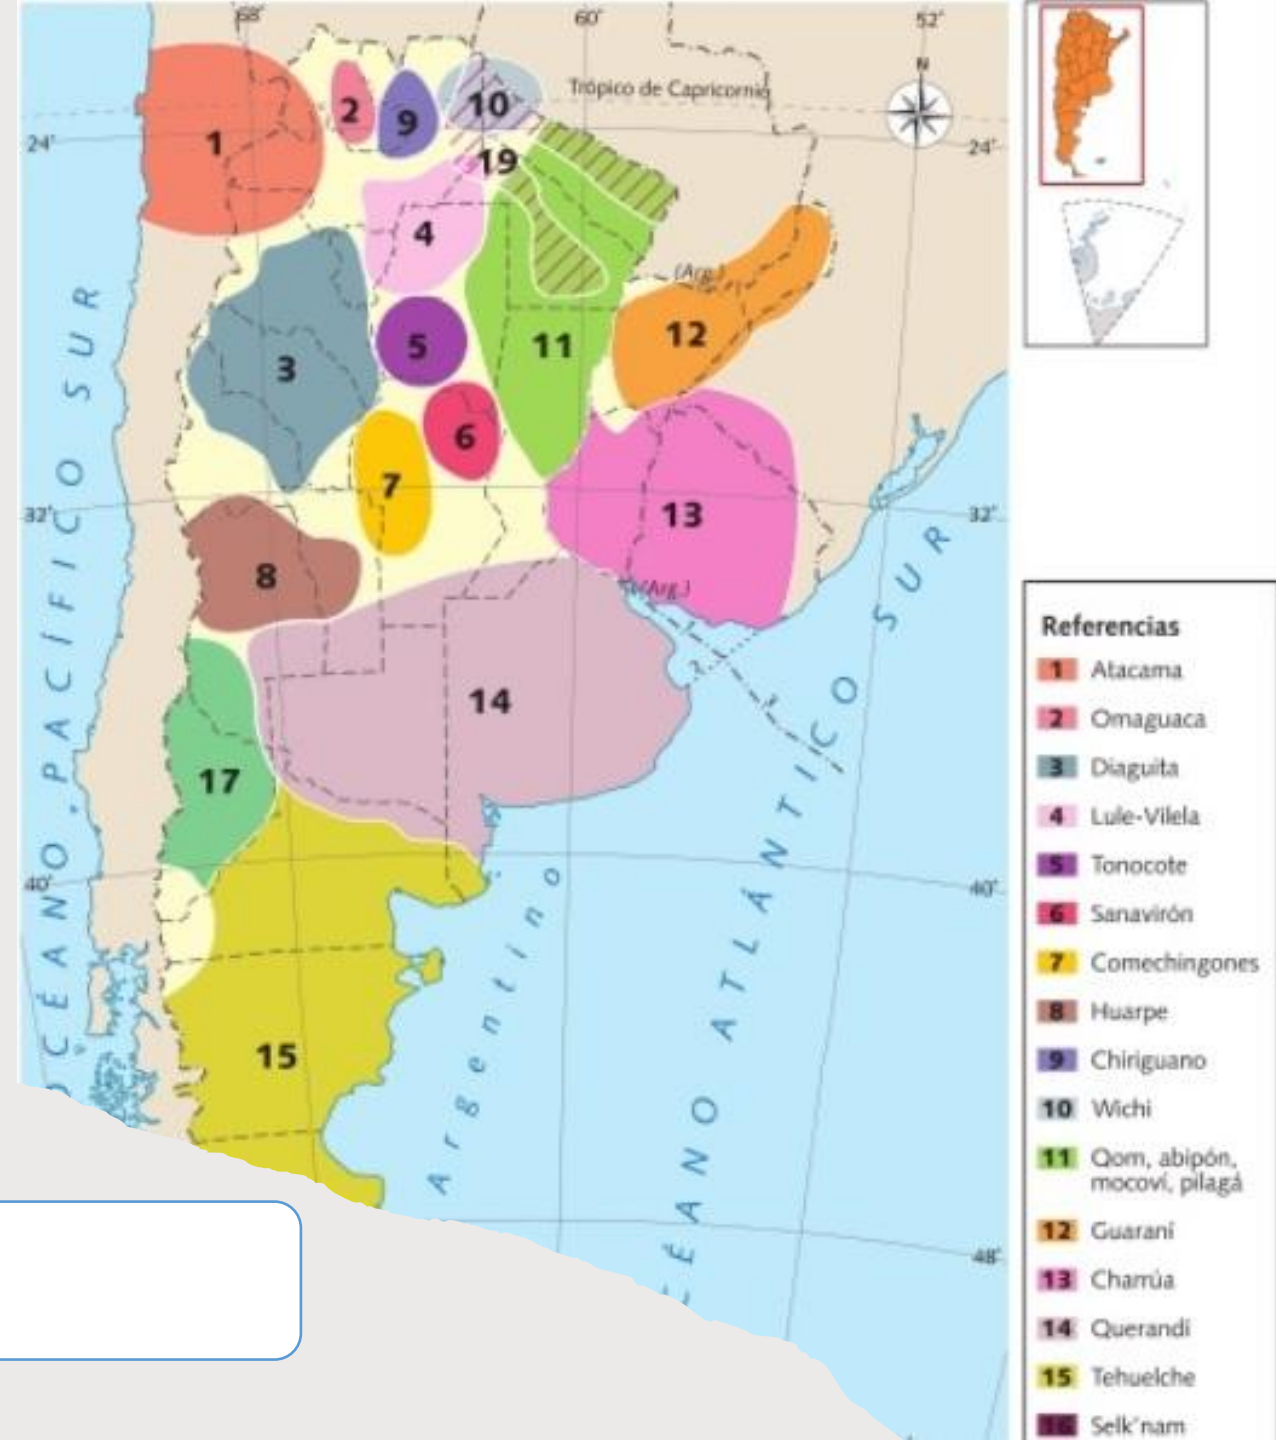 68°
60°
52°
N
Trópico de Capricornio
24°
24°
1
2
9
10
19
4
3
5
11
(Arg.)
12
6
7
13
32°
32°
8
(Arg.)
14
17
40°
40°
15
48°
OCÉANO PACÍFICO SUR
Argentino
OCÉANO ATLÁNTICO SUR
Referencias
1 Atacama
2 Omaguaca
3 Diaguita
4 Lule-Vilela
5 Tonocote
6 Sanavirón
7 Comechingones
8 Huarpe
9 Chiriguano
10 Wichi
11 Qom, abipón,
mocoví, pilagá
12 Guaraní
13 Charrúa
14 Querandí
15 Tehuelche
16 Selk'nam